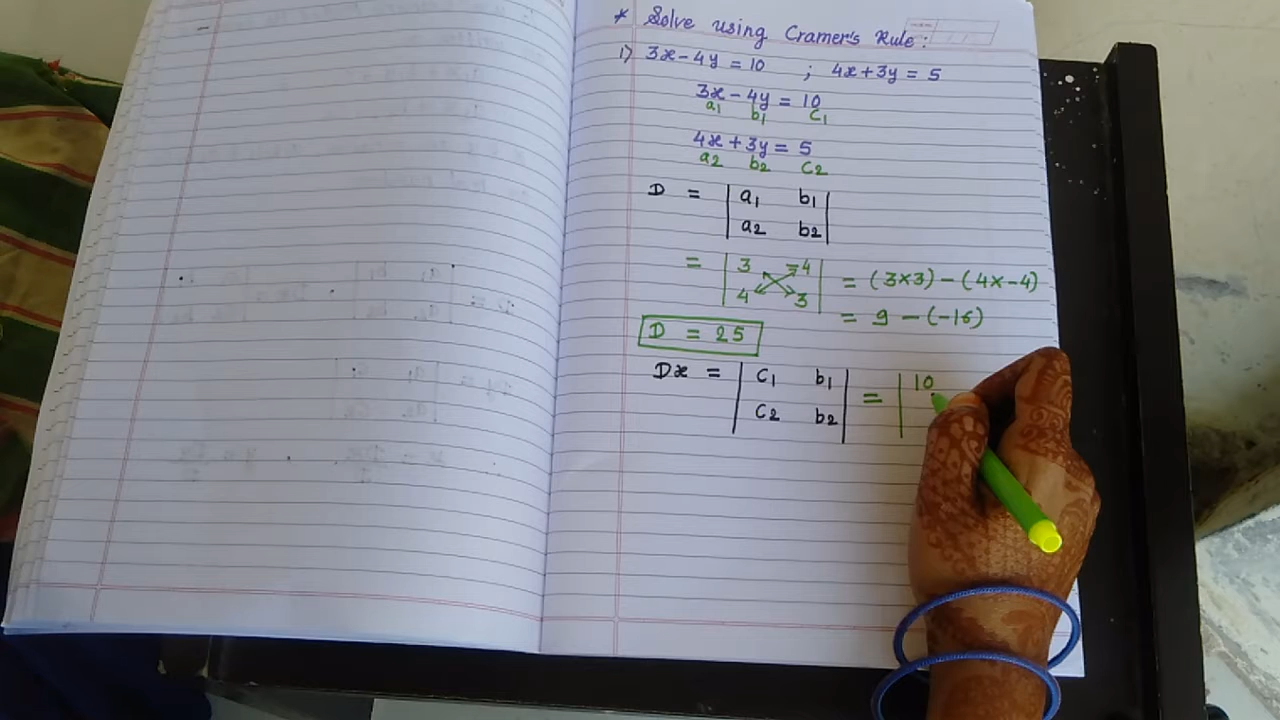 * Solve using Cramer's Rule:
1) 3x - 4y = 10 ; 4x + 3y = 5
3x - 4y = 10
a1 b1 c1
4x + 3y = 5
a2 b2 c2
D = | a1 b1 |
| a2 b2 |
= | 3 -4 | = (3×3) - (4×-4)
| 4 3 |
= 9 - (-16)
D = 25
Dx = | c1 b1 | = | 10
| c2 b2 |